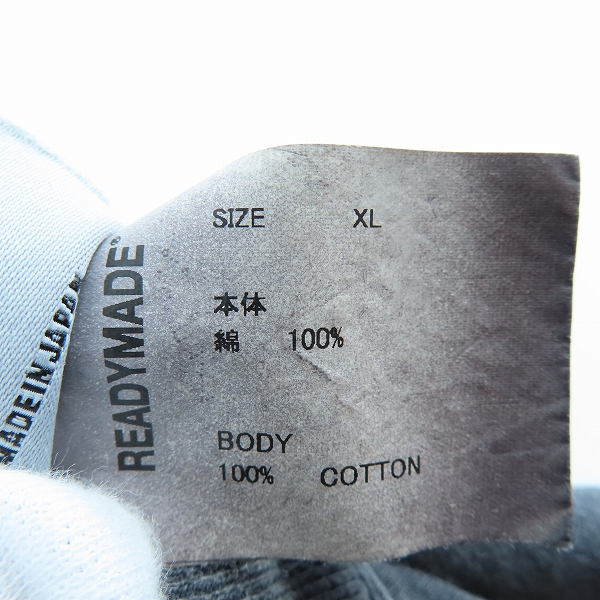 SIZE XL
本体
綿 100%
BODY
100% COTTON
READYMADE®
MADE IN JAPAN